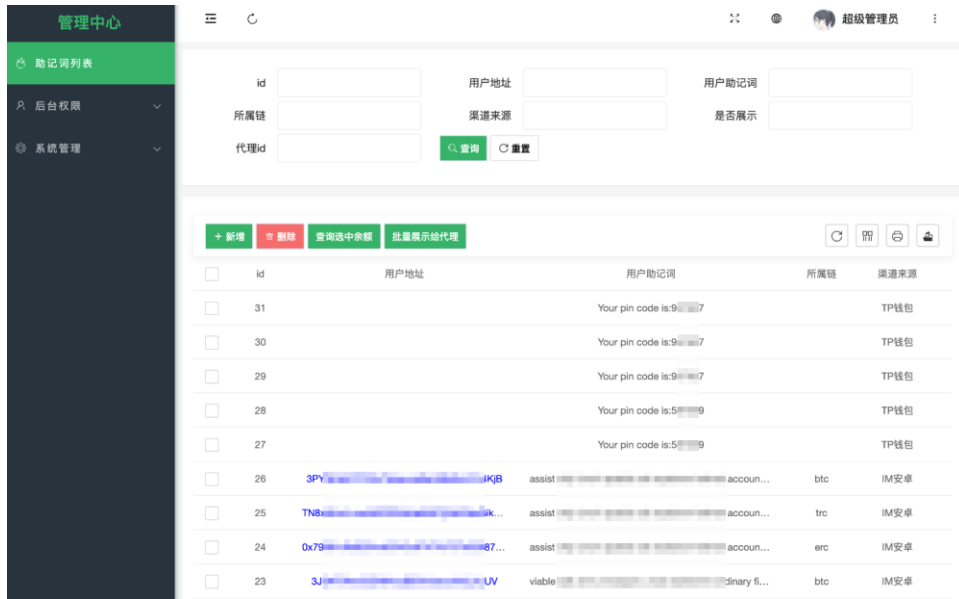 管理中心
超级管理员
助记词列表
后台权限
系统管理
id 用户地址 用户助记词
所属链 渠道来源 是否展示
代理id 查询 重置
新增 删除 查询选中余额 批量展示给代理
id 用户地址 用户助记词 所属链 渠道来源
31 Your pin code is:9 7 TP钱包
30 Your pin code is:9 7 TP钱包
29 Your pin code is:9 7 TP钱包
28 Your pin code is:5 9 TP钱包
27 Your pin code is:5 9 TP钱包
26 3PY KjB assist accoun... btc IM安卓
25 TN8 k... assist accoun... trc IM安卓
24 0x79 87... assist accoun... erc IM安卓
23 3J UV viable dinary fi... btc IM安卓